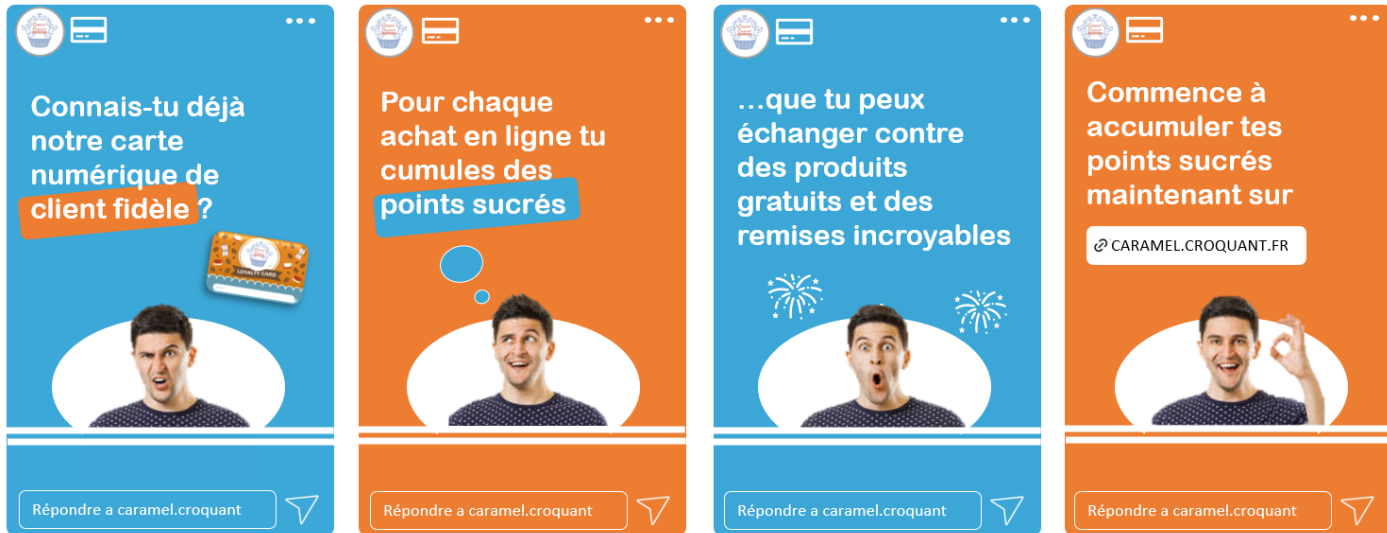 Connais-tu déjà
notre carte
numérique de
client fidèle ?
LOYALTY CARD
Répondre a caramel.croquant
Pour chaque
achat en ligne tu
cumules des
points sucrés
Répondre a caramel.croquant
...que tu peux
échanger contre
des produits
gratuits et des
remises incroyables
Répondre a caramel.croquant
Commence à
accumuler tes
points sucrés
maintenant sur
CARAMEL.CROQUANT.FR
Répondre a caramel.croquant